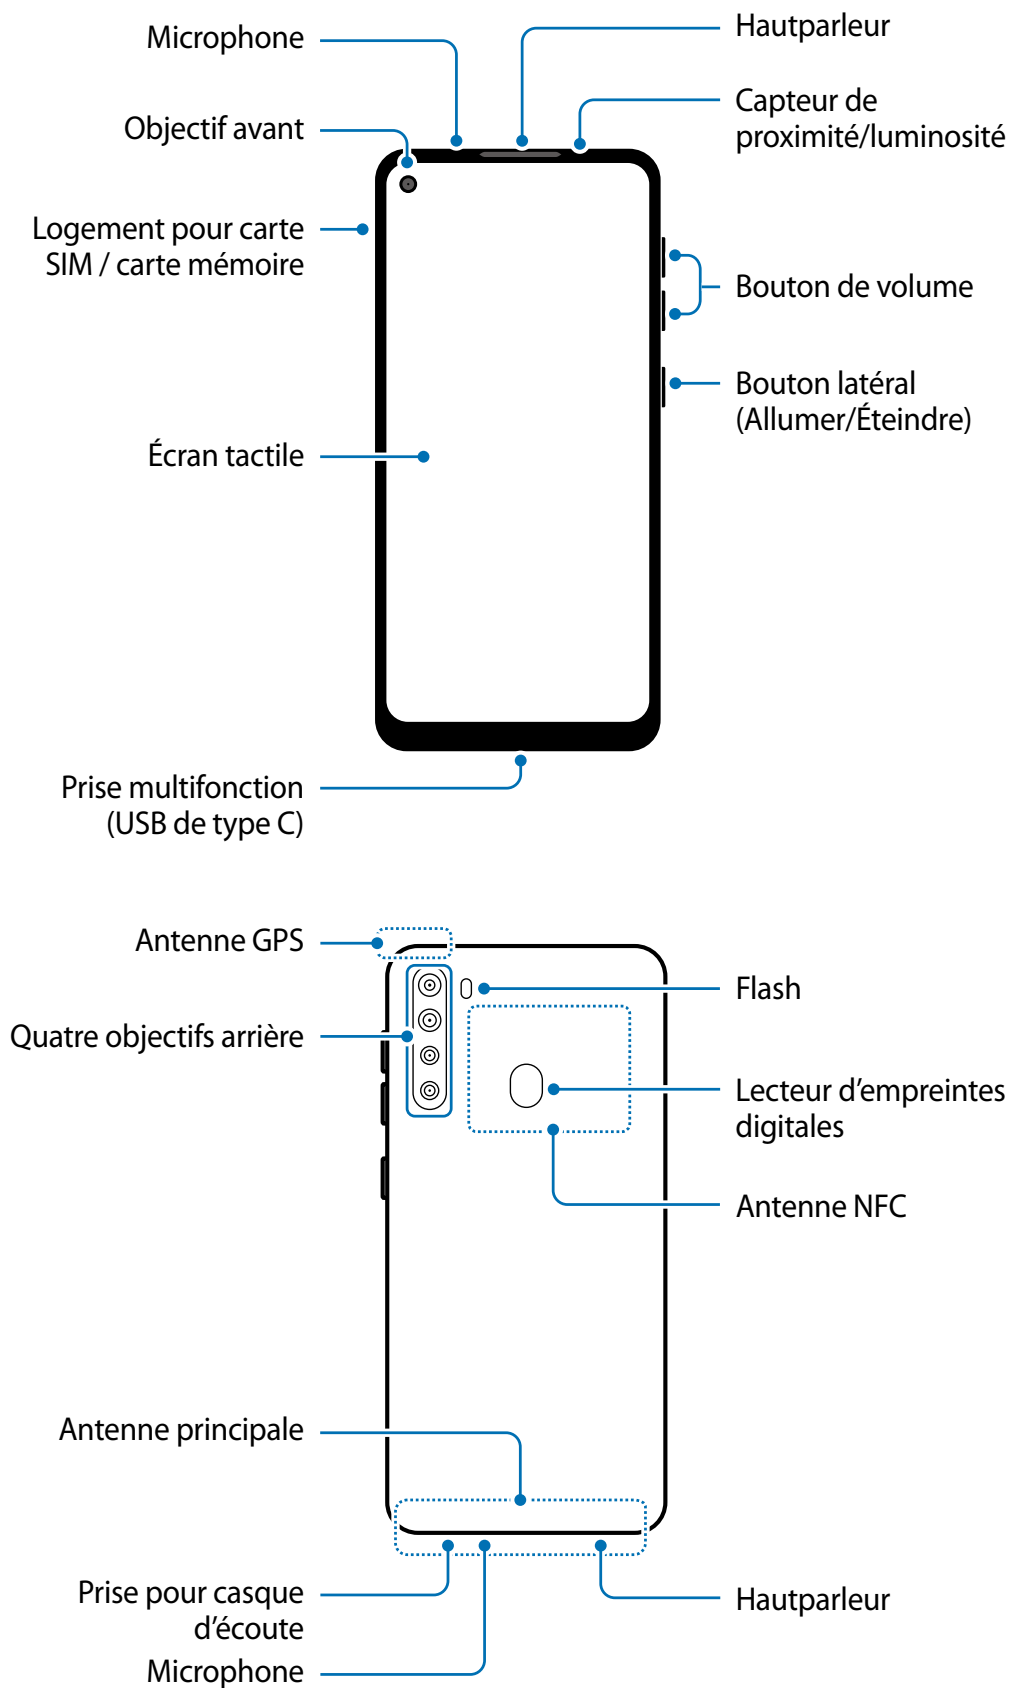 Microphone
Hautparleur
Objectif avant
Capteur de
proximité/luminosité
Logement pour carte
SIM / carte mémoire
Bouton de volume
Bouton latéral
(Allumer/Éteindre)
Écran tactile
Prise multifonction
(USB de type C)
Antenne GPS
Flash
Quatre objectifs arrière
Lecteur d'empreintes
digitales
Antenne NFC
Antenne principale
Prise pour casque
d'écoute
Hautparleur
Microphone